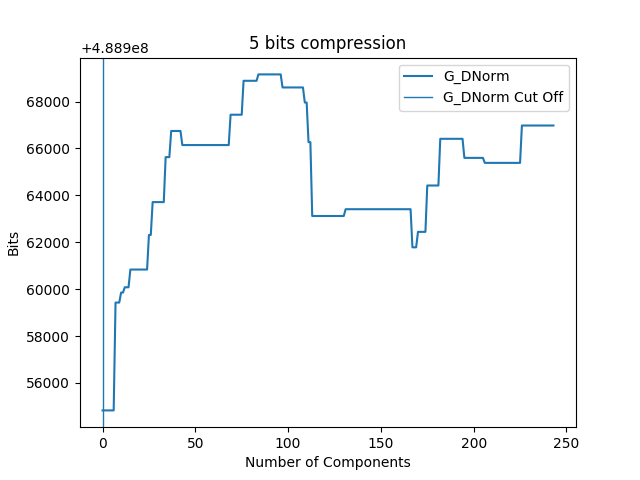 5 bits compression
+4.889e8
G_DNorm
G_DNorm Cut Off
68000
66000
64000
62000
60000
58000
56000
Bits
0 50 100 150 200 250
Number of Components